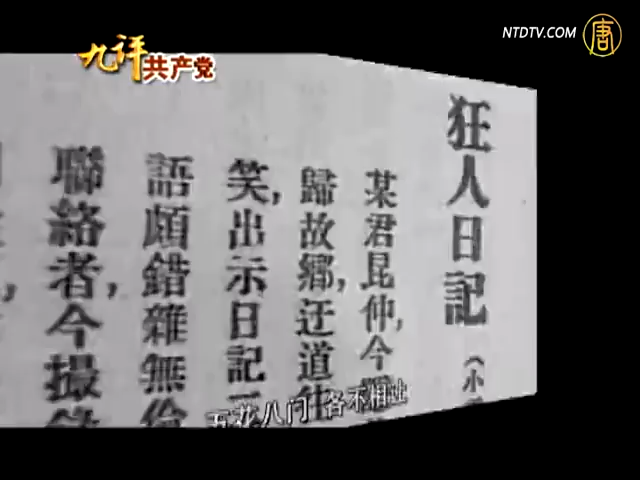 九评
共产党
NTDTV.COM
唐
狂人日記
(小
某君昆仲,今
歸故鄉,迂道
笑,出示日記
語頗錯雜無倫
聯絡者,今撮
五花八门 各不相